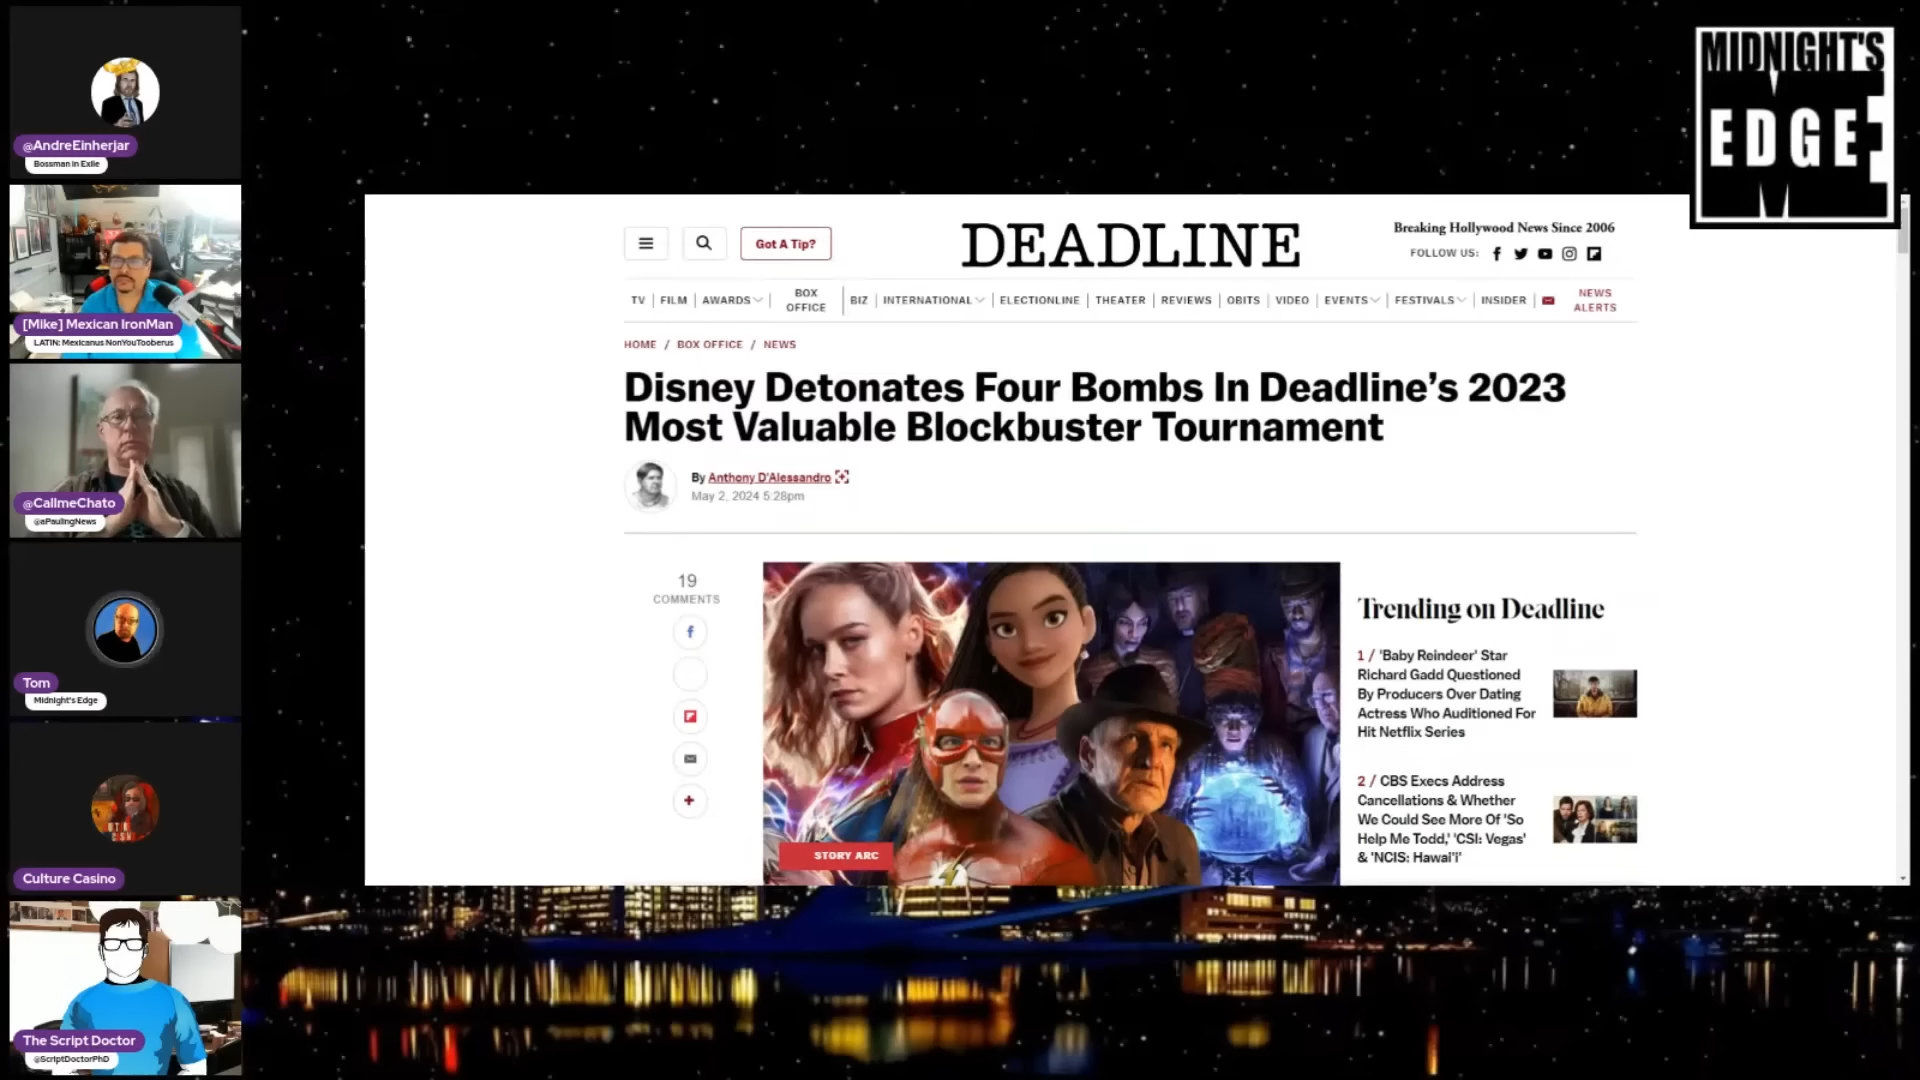 @AndreEinherjar
Bossman in Exile
[Mike] Mexican IronMan
LATIN: Mexicanus NonYouTooberus
@CallmeChato
@aPaulingNews
Tom
Midnight's Edge
Culture Casino
The Script Doctor
@ScriptDoctorPhD
MIDNIGHT'S
EDGE
Got A Tip?
DEADLINE
Breaking Hollywood News Since 2006
FOLLOW US:
TV | FILM | AWARDS | BOX OFFICE | BIZ | INTERNATIONAL | ELECTIONLINE | THEATER | REVIEWS | OBITS | VIDEO | EVENTS | FESTIVALS | INSIDER | NEWS ALERTS
HOME / BOX OFFICE / NEWS
Disney Detonates Four Bombs In Deadline’s 2023
Most Valuable Blockbuster Tournament
By Anthony D'Alessandro
May 2, 2024 5:28pm
19
COMMENTS
STORY ARC
Trending on Deadline
1 / 'Baby Reindeer' Star
Richard Gadd Questioned
By Producers Over Dating
Actress Who Auditioned For
Hit Netflix Series
2 / CBS Execs Address
Cancellations & Whether
We Could See More Of 'So
Help Me Todd,' 'CSI: Vegas'
& 'NCIS: Hawai'i'